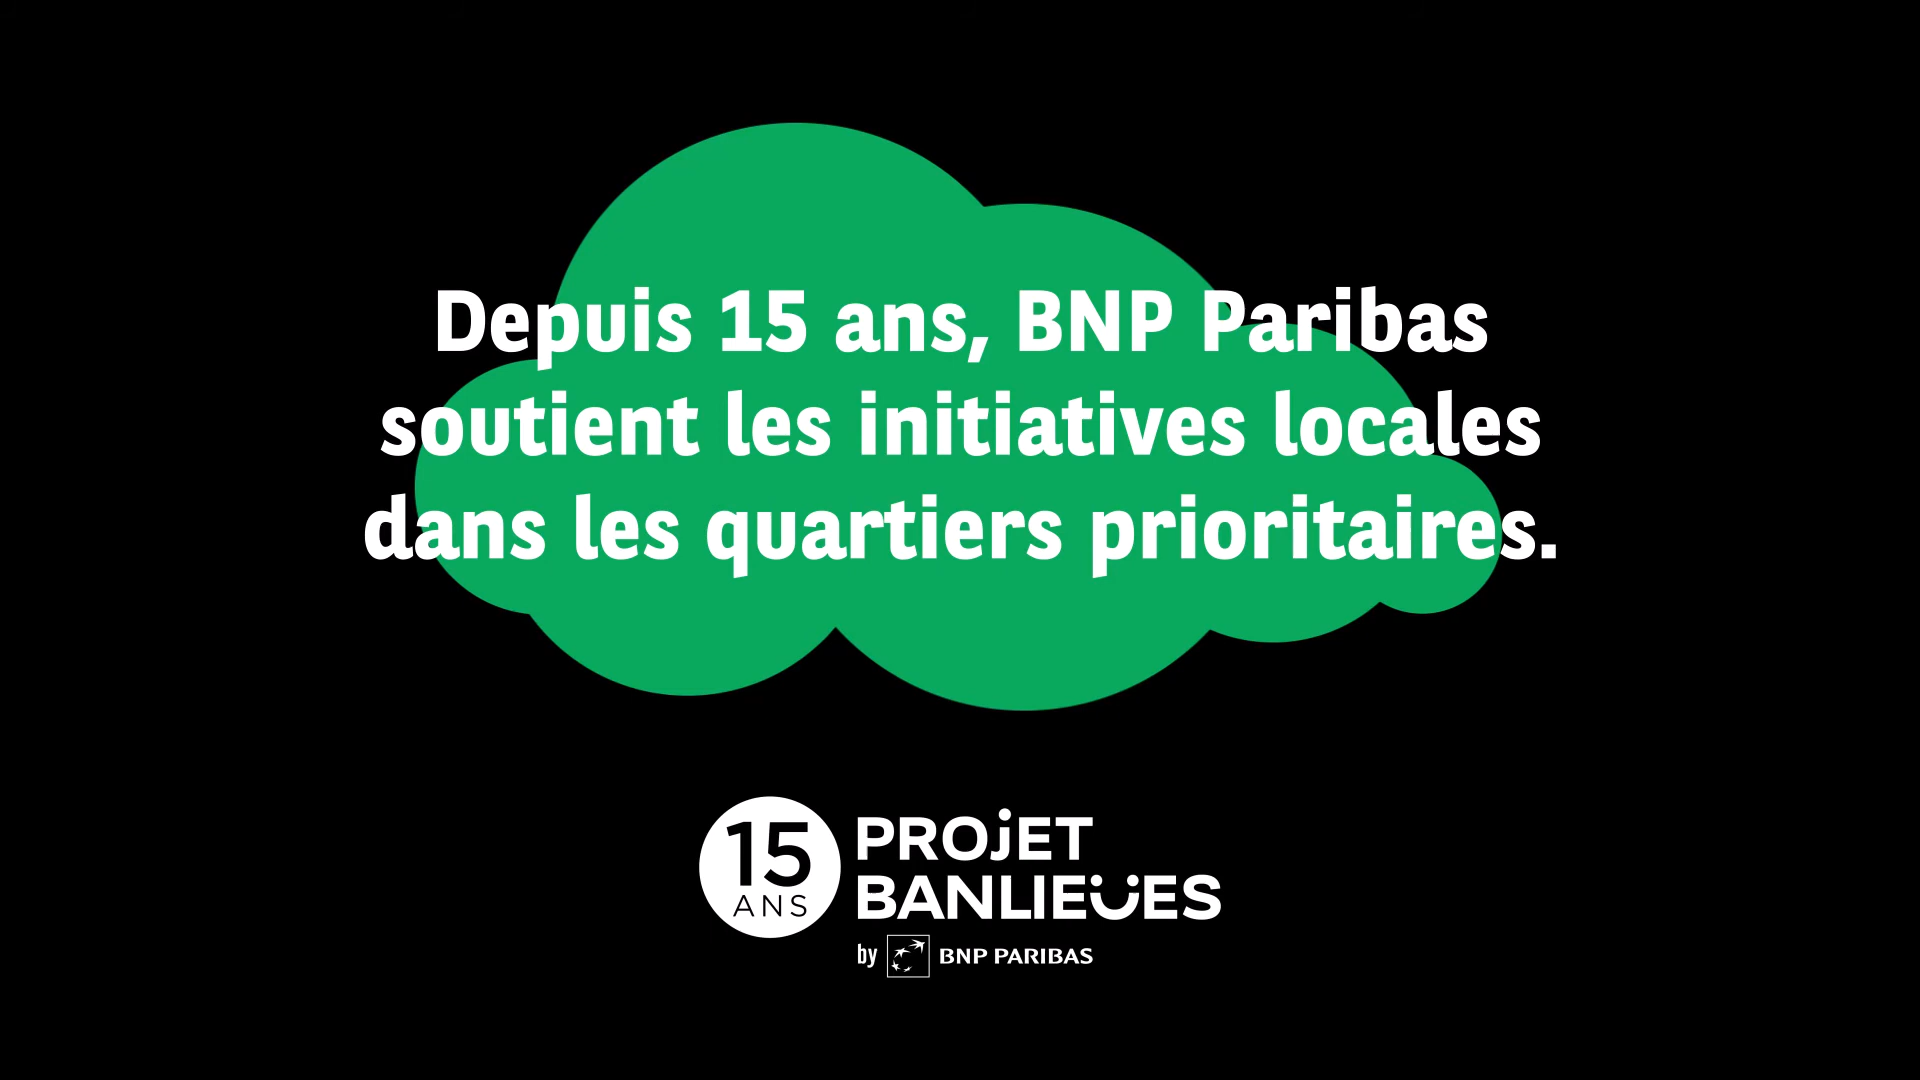 Depuis 15 ans, BNP Paribas
soutient les initiatives locales
dans les quartiers prioritaires.
15
ANS
PROjET
BANLIEUES
by BNP PARIBAS